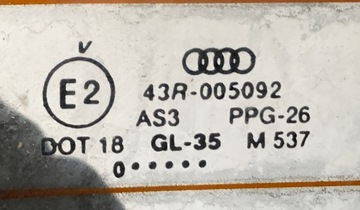 V
E2
43R-005092
AS3 PPG-26
DOT 18 GL-35 M 537
0••••••